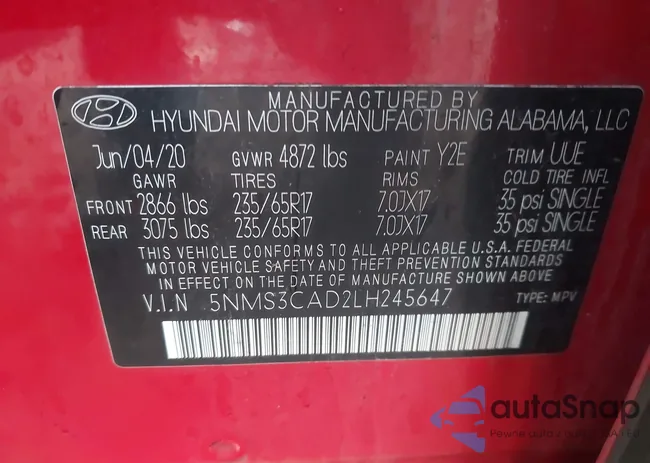 MANUFACTURED BY
HYUNDAI MOTOR MANUFACTURING ALABAMA, LLC
Jun/04/20 GVWR 4872 lbs PAINT Y2E TRIM UUE
GAWR TIRES RIMS COLD TIRE INFL
FRONT 2866 lbs 235/65R17 7.0JX17 35 psi SINGLE
REAR 3075 lbs 235/65R17 7.0JX17 35 psi SINGLE
THIS VEHICLE CONFORMS TO ALL APPLICABLE U.S.A. FEDERAL
MOTOR VEHICLE SAFETY AND THEFT PREVENTION STANDARDS
IN EFFECT ON THE DATE OF MANUFACTURE SHOWN ABOVE.
V.I.N 5NMS3CAD2LH245647 TYPE: MPV
autaSnap
Pewne auta z